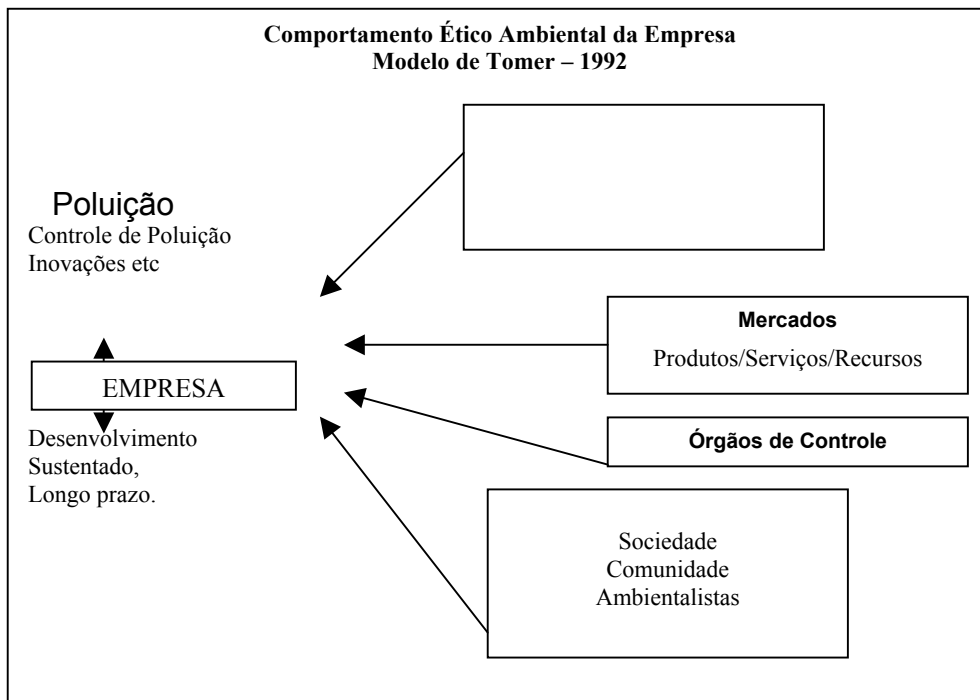 Comportamento Ético Ambiental da Empresa
Modelo de Tomer – 1992
Poluição
Controle de Poluição
Inovações etc
Mercados
Produtos/Serviços/Recursos
EMPRESA
Órgãos de Controle
Desenvolvimento
Sustentado,
Longo prazo.
Sociedade
Comunidade
Ambientalistas